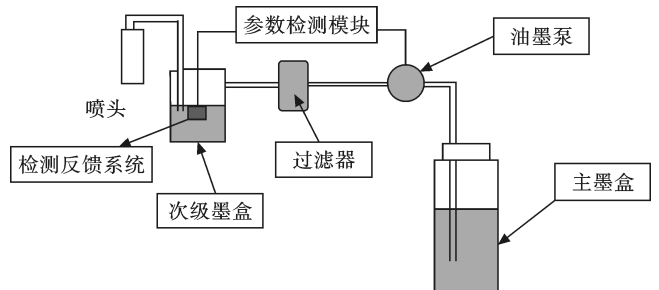 参数检测模块
油墨泵
喷头
检测反馈系统
过滤器
次级墨盒
主墨盒